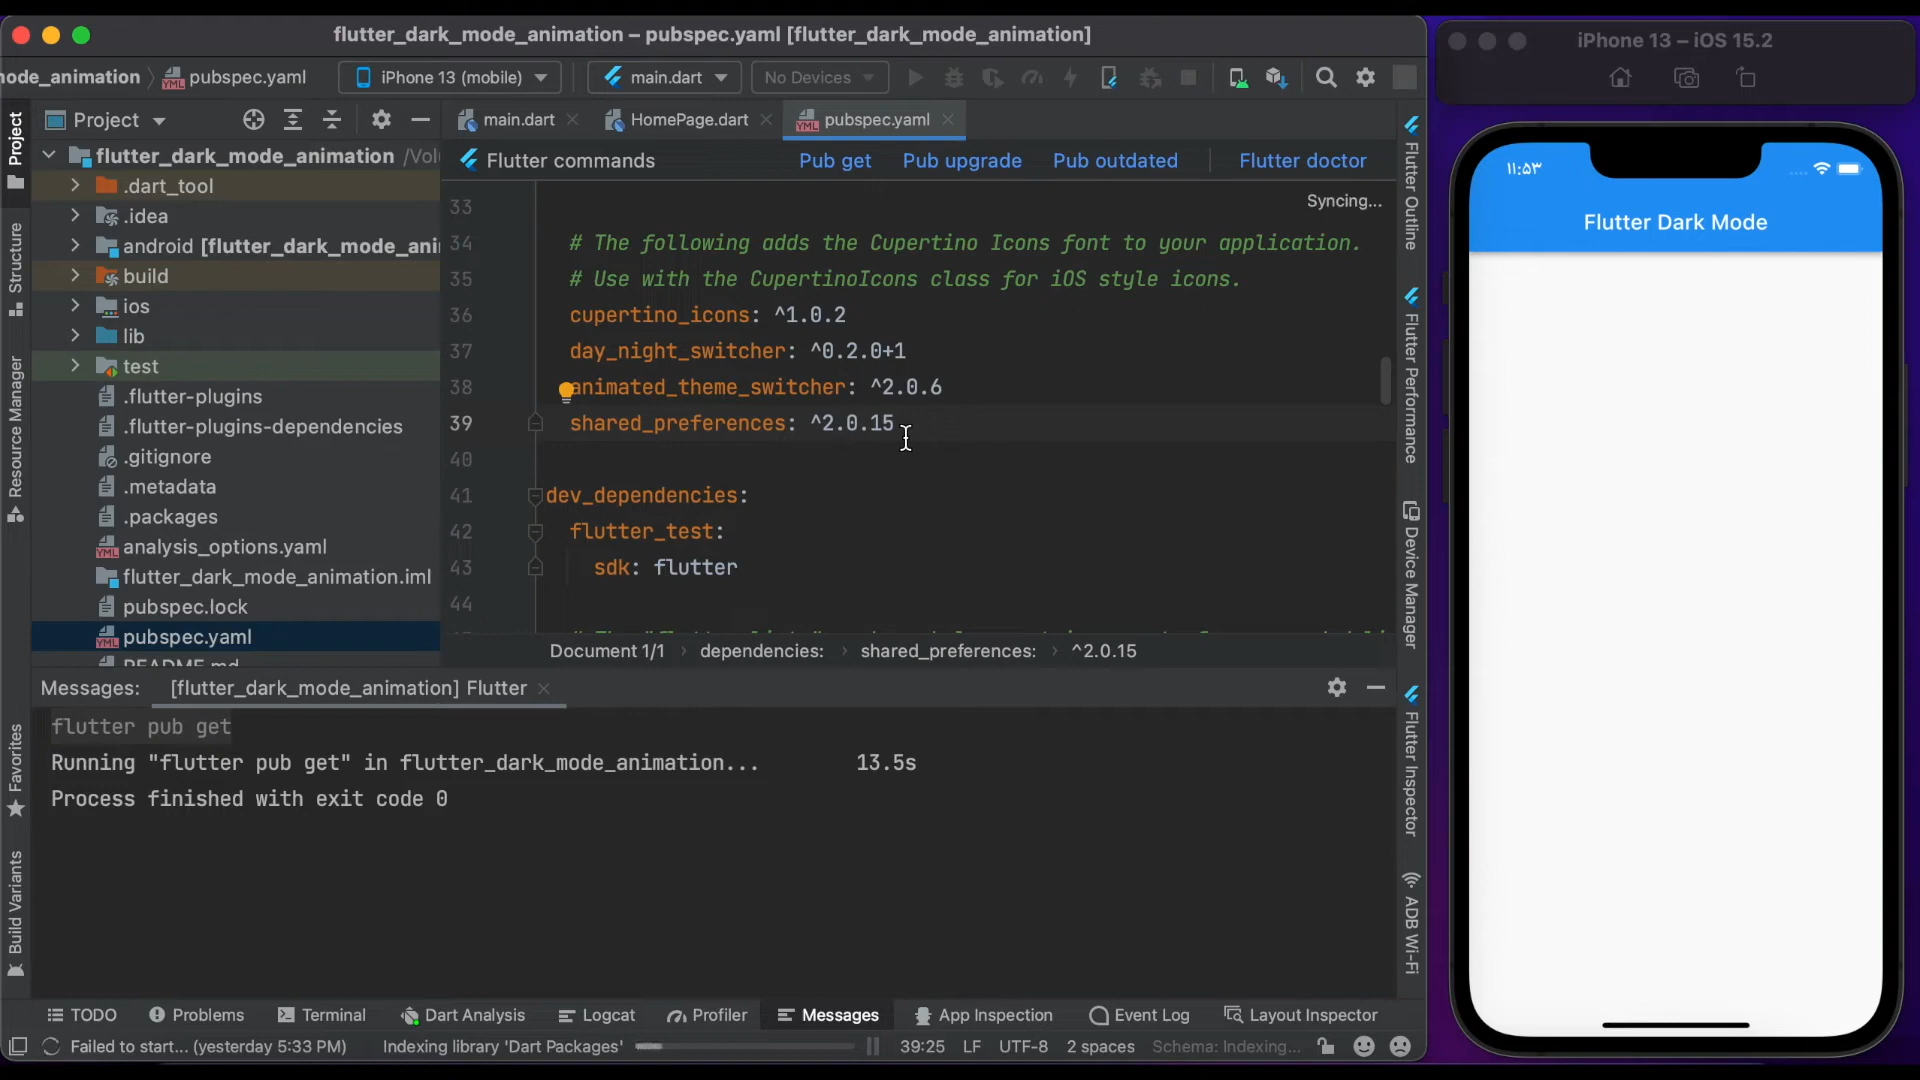 flutter_dark_mode_animation – pubspec.yaml [flutter_dark_mode_animation]
node_animation
pubspec.yaml
iPhone 13 (mobile)
main.dart
No Devices
Project
main.dart
HomePage.dart
pubspec.yaml
Flutter commands
Pub get
Pub upgrade
Pub outdated
Flutter doctor
Syncing...
Project
Structure
Resource Manager
Favorites
Build Variants
flutter_dark_mode_animation /Vol
.dart_tool
.idea
android [flutter_dark_mode_ani
build
ios
lib
test
.flutter-plugins
.flutter-plugins-dependencies
.gitignore
.metadata
.packages
analysis_options.yaml
flutter_dark_mode_animation.iml
pubspec.lock
pubspec.yaml
README.md
33
34 # The following adds the Cupertino Icons font to your application.
35 # Use with the CupertinoIcons class for iOS style icons.
36 cupertino_icons: ^1.0.2
37 day_night_switcher: ^0.2.0+1
38 animated_theme_switcher: ^2.0.6
39 shared_preferences: ^2.0.15
40
41 dev_dependencies:
42 flutter_test:
43 sdk: flutter
44
Document 1/1 › dependencies: › shared_preferences: › ^2.0.15
Messages: [flutter_dark_mode_animation] Flutter
flutter pub get
Running "flutter pub get" in flutter_dark_mode_animation... 13.5s
Process finished with exit code 0
TODO
Problems
Terminal
Dart Analysis
Logcat
Profiler
Messages
App Inspection
Event Log
Layout Inspector
Failed to start... (yesterday 5:33 PM)
Indexing library 'Dart Packages'
39:25
LF
UTF-8
2 spaces
Schema: Indexing...
Flutter Outline
Flutter Performance
Device Manager
Flutter Inspector
ADB Wi-Fi
iPhone 13 – iOS 15.2
۱۱:۵۳
Flutter Dark Mode